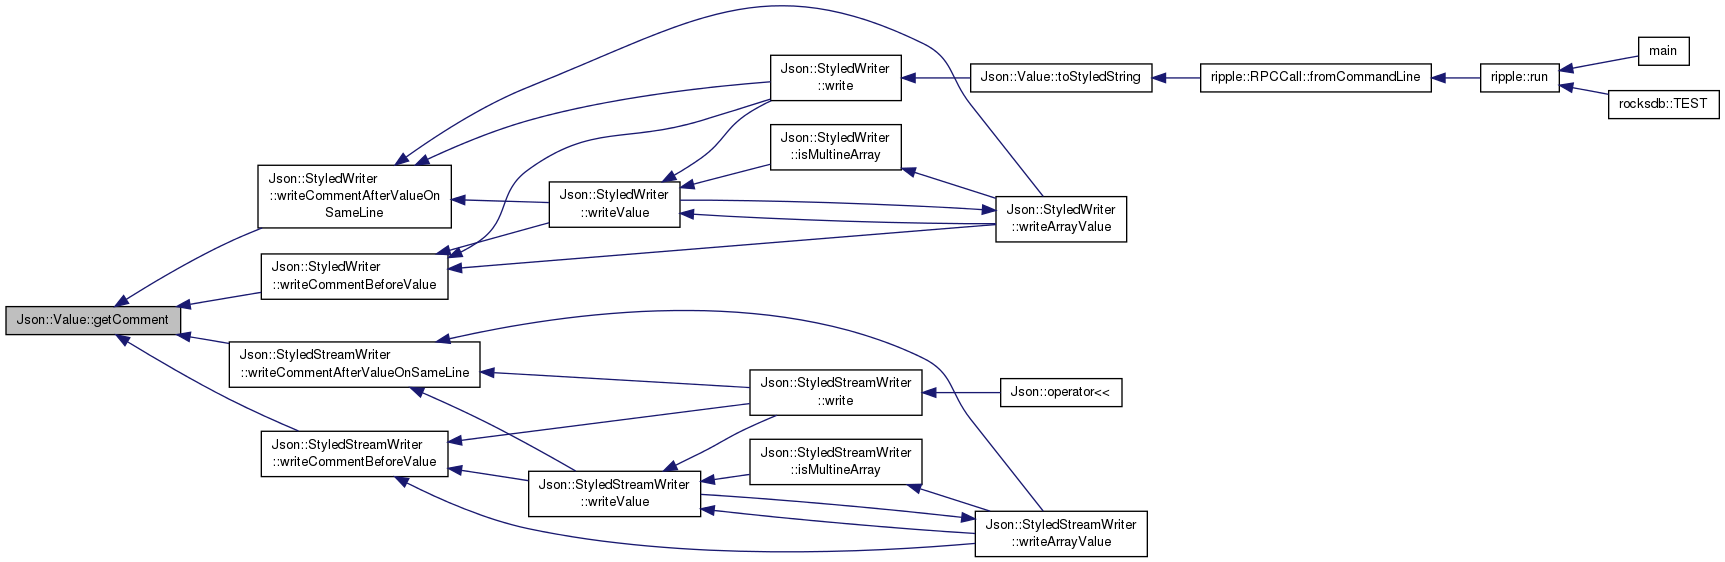 Json::Value::getComment
Json::StyledWriter
::writeCommentAfterValueOn
SameLine
Json::StyledWriter
::writeCommentBeforeValue
Json::StyledStreamWriter
::writeCommentAfterValueOnSameLine
Json::StyledStreamWriter
::writeCommentBeforeValue
Json::StyledWriter
::write
Json::StyledWriter
::isMultineArray
Json::StyledWriter
::writeValue
Json::StyledWriter
::writeArrayValue
Json::Value::toStyledString
ripple::RPCCall::fromCommandLine
ripple::run
main
rocksdb::TEST
Json::StyledStreamWriter
::write
Json::operator<<
Json::StyledStreamWriter
::isMultineArray
Json::StyledStreamWriter
::writeValue
Json::StyledStreamWriter
::writeArrayValue